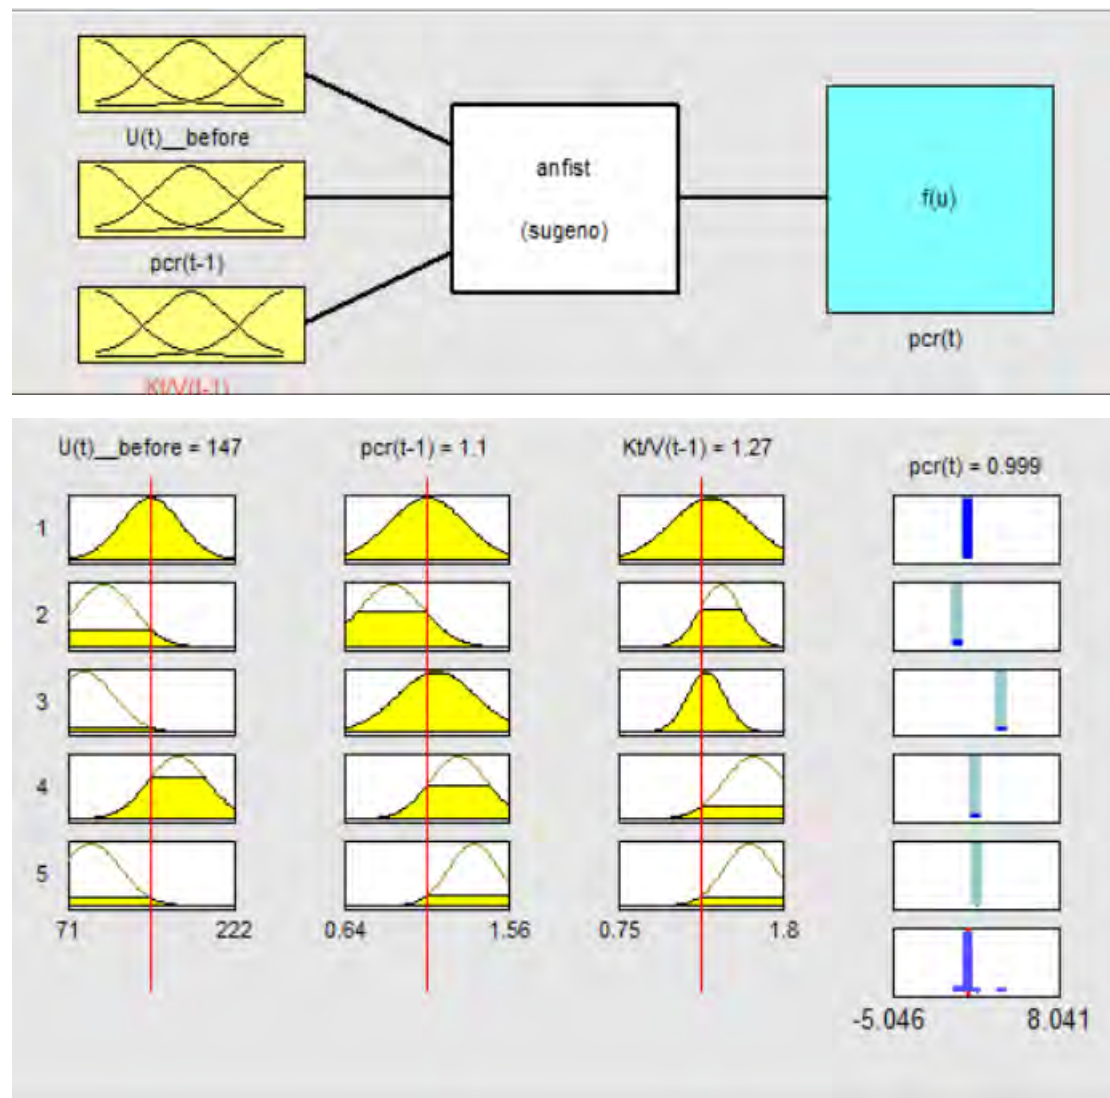 U(t)__before
anfist
(sugeno)
f(u)
pcr(t-1)
pcr(t)
Kt/V(t-1)
U(t)__before = 147
pcr(t-1) = 1.1
Kt/V(t-1) = 1.27
pcr(t) = 0.999
1
2
3
4
5
71
222
0.64
1.56
0.75
1.8
-5.046
8.041